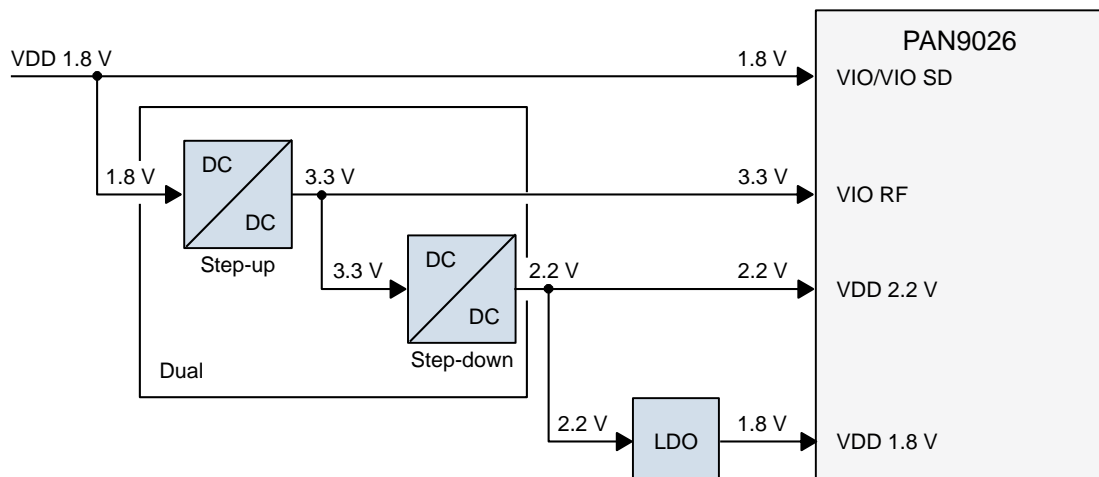 PAN9026
VDD 1.8 V
1.8 V
VIO/VIO SD
1.8 V
DC
DC
Step-up
3.3 V
3.3 V
VIO RF
3.3 V
DC
DC
Step-down
2.2 V
2.2 V
VDD 2.2 V
Dual
2.2 V
LDO
1.8 V
VDD 1.8 V